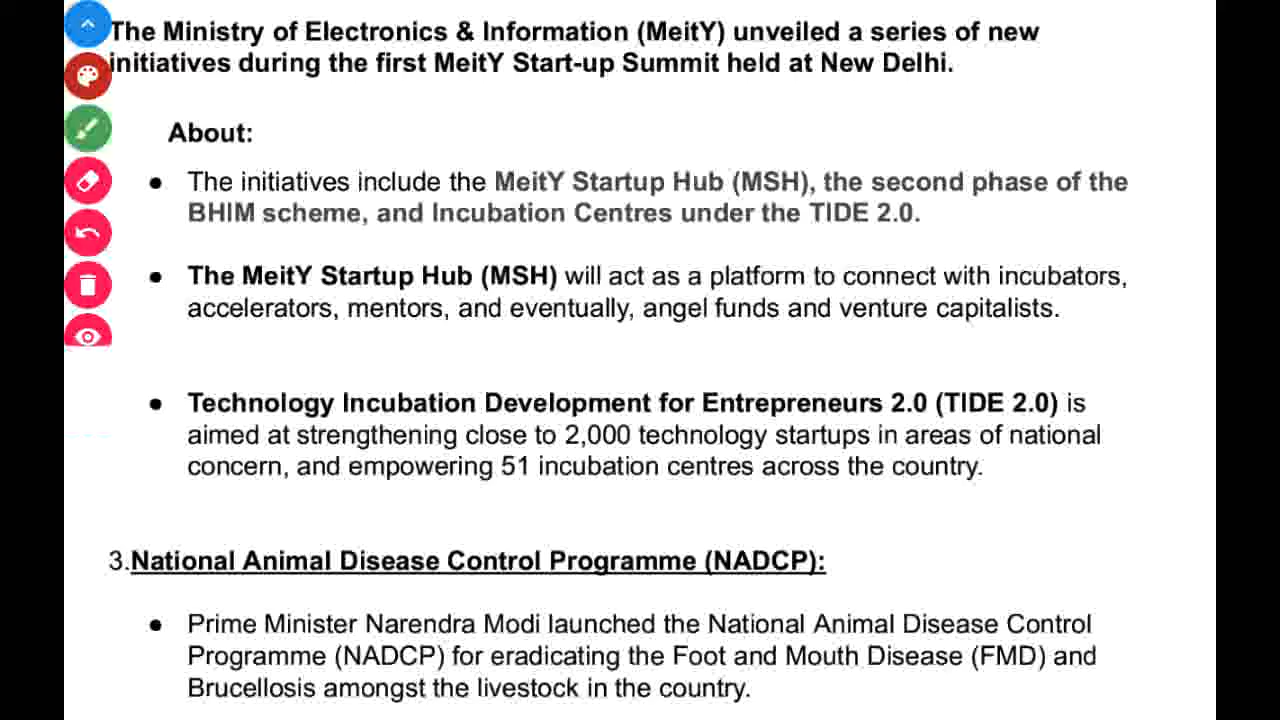 The Ministry of Electronics & Information (MeitY) unveiled a series of new
initiatives during the first MeitY Start-up Summit held at New Delhi.
About:
● The initiatives include the MeitY Startup Hub (MSH), the second phase of the
BHIM scheme, and Incubation Centres under the TIDE 2.0.
● The MeitY Startup Hub (MSH) will act as a platform to connect with incubators,
accelerators, mentors, and eventually, angel funds and venture capitalists.
● Technology Incubation Development for Entrepreneurs 2.0 (TIDE 2.0) is
aimed at strengthening close to 2,000 technology startups in areas of national
concern, and empowering 51 incubation centres across the country.
3.National Animal Disease Control Programme (NADCP):
● Prime Minister Narendra Modi launched the National Animal Disease Control
Programme (NADCP) for eradicating the Foot and Mouth Disease (FMD) and
Brucellosis amongst the livestock in the country.